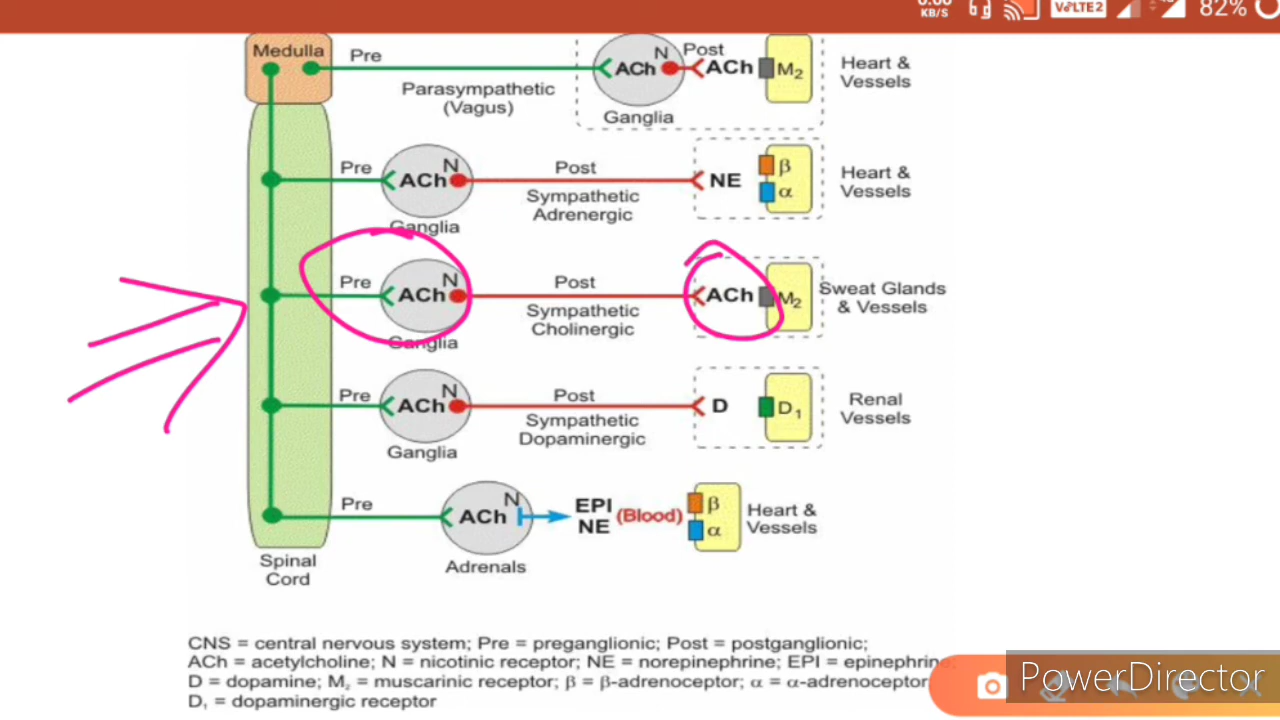 KB/S VoLTE2 82%
Medulla Pre N Post
ACh ACh M₂ Heart &
Vessels
Parasympathetic
(Vagus)
Ganglia
Pre N Post β Heart &
ACh NE α Vessels
Sympathetic
Adrenergic
Ganglia
Pre N Post
ACh ACh M₂ Sweat Glands
& Vessels
Sympathetic
Cholinergic
Ganglia
Pre N Post Renal
ACh D D₁ Vessels
Sympathetic
Dopaminergic
Ganglia
Pre N EPI β Heart &
ACh NE (Blood) α Vessels
Spinal
Cord
Adrenals
CNS = central nervous system; Pre = preganglionic; Post = postganglionic;
ACh = acetylcholine; N = nicotinic receptor; NE = norepinephrine; EPI = epinephrine;
D = dopamine; M₂ = muscarinic receptor; β = β-adrenoceptor; α = α-adrenoceptor
D₁ = dopaminergic receptor
PowerDirector